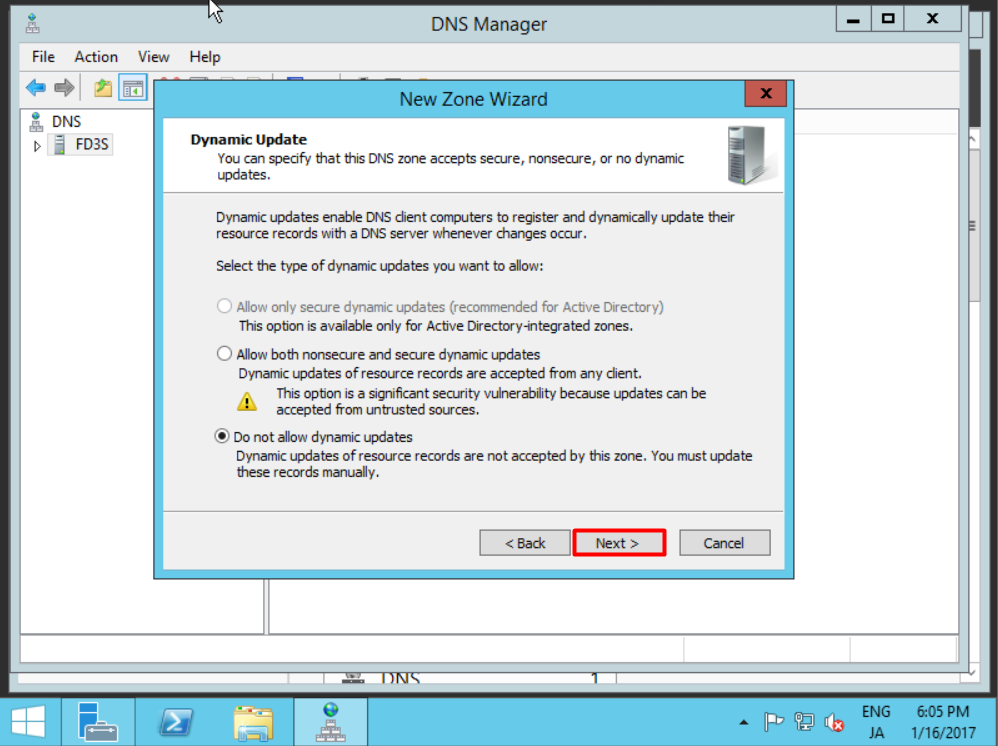 DNS Manager
File Action View Help
DNS
FD3S
New Zone Wizard
Dynamic Update
You can specify that this DNS zone accepts secure, nonsecure, or no dynamic
updates.
Dynamic updates enable DNS client computers to register and dynamically update their
resource records with a DNS server whenever changes occur.
Select the type of dynamic updates you want to allow:
Allow only secure dynamic updates (recommended for Active Directory)
This option is available only for Active Directory-integrated zones.
Allow both nonsecure and secure dynamic updates
Dynamic updates of resource records are accepted from any client.
This option is a significant security vulnerability because updates can be
accepted from untrusted sources.
Do not allow dynamic updates
Dynamic updates of resource records are not accepted by this zone. You must update
these records manually.
< Back Next > Cancel
DNS 1
ENG 6:05 PM
JA 1/16/2017